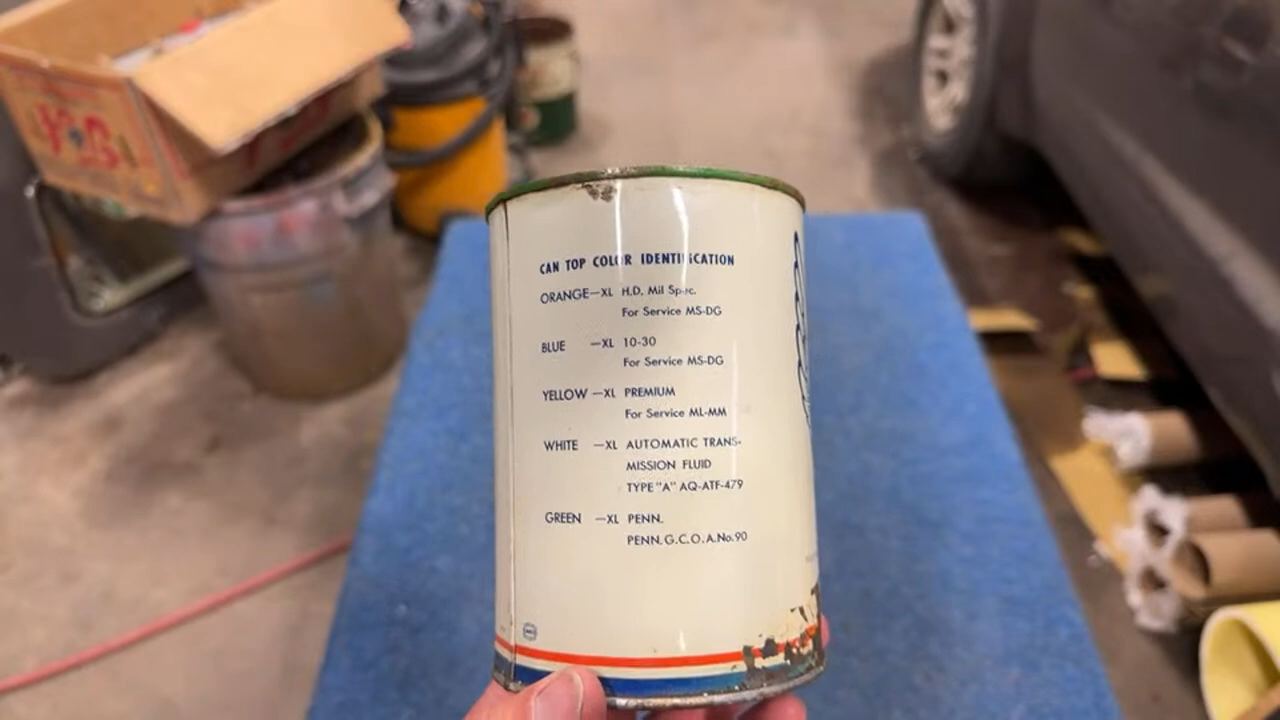 CAN TOP COLOR IDENTIFICATION
ORANGE—XL H.D. Mil Spec.
For Service MS-DG
BLUE —XL 10-30
For Service MS-DG
YELLOW —XL PREMIUM
For Service ML-MM
WHITE —XL AUTOMATIC TRANS-
MISSION FLUID
TYPE "A" AQ-ATF-479
GREEN —XL PENN.
PENN. G.C.O.A. No. 90